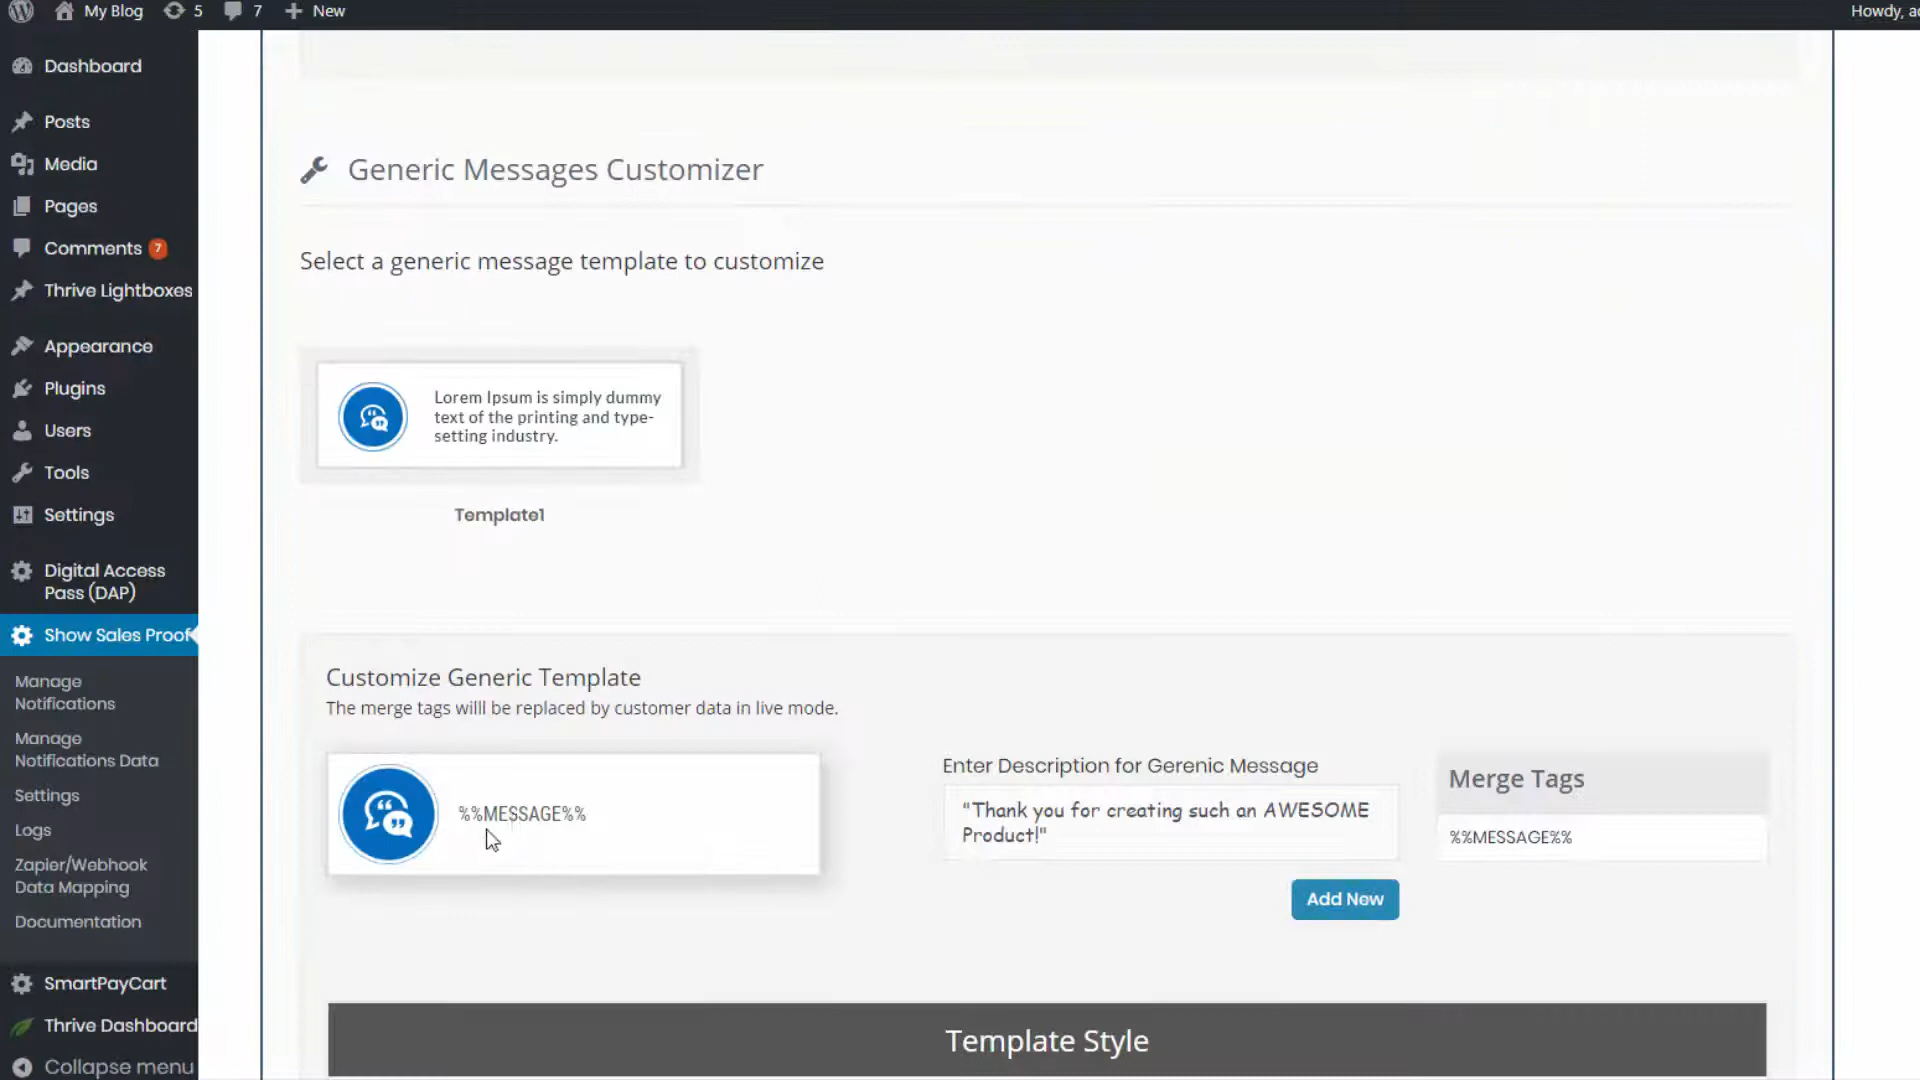 My Blog
5
7
New
Howdy,
Dashboard
Posts
Media
Pages
Comments 7
Thrive Lightboxes
Appearance
Plugins
Users
Tools
Settings
Digital Access
Pass (DAP)
Show Sales Proof
Manage
Notifications
Manage
Notifications Data
Settings
Logs
Zapier/Webhook
Data Mapping
Documentation
SmartPayCart
Thrive Dashboard
Collapse menu
Generic Messages Customizer
Select a generic message template to customize
Lorem Ipsum is simply dummy
text of the printing and type-
setting industry.
Template1
Customize Generic Template
The merge tags willl be replaced by customer data in live mode.
%%MESSAGE%%
Enter Description for Gerenic Message
"Thank you for creating such an AWESOME
Product!"
Add New
Merge Tags
%%MESSAGE%%
Template Style